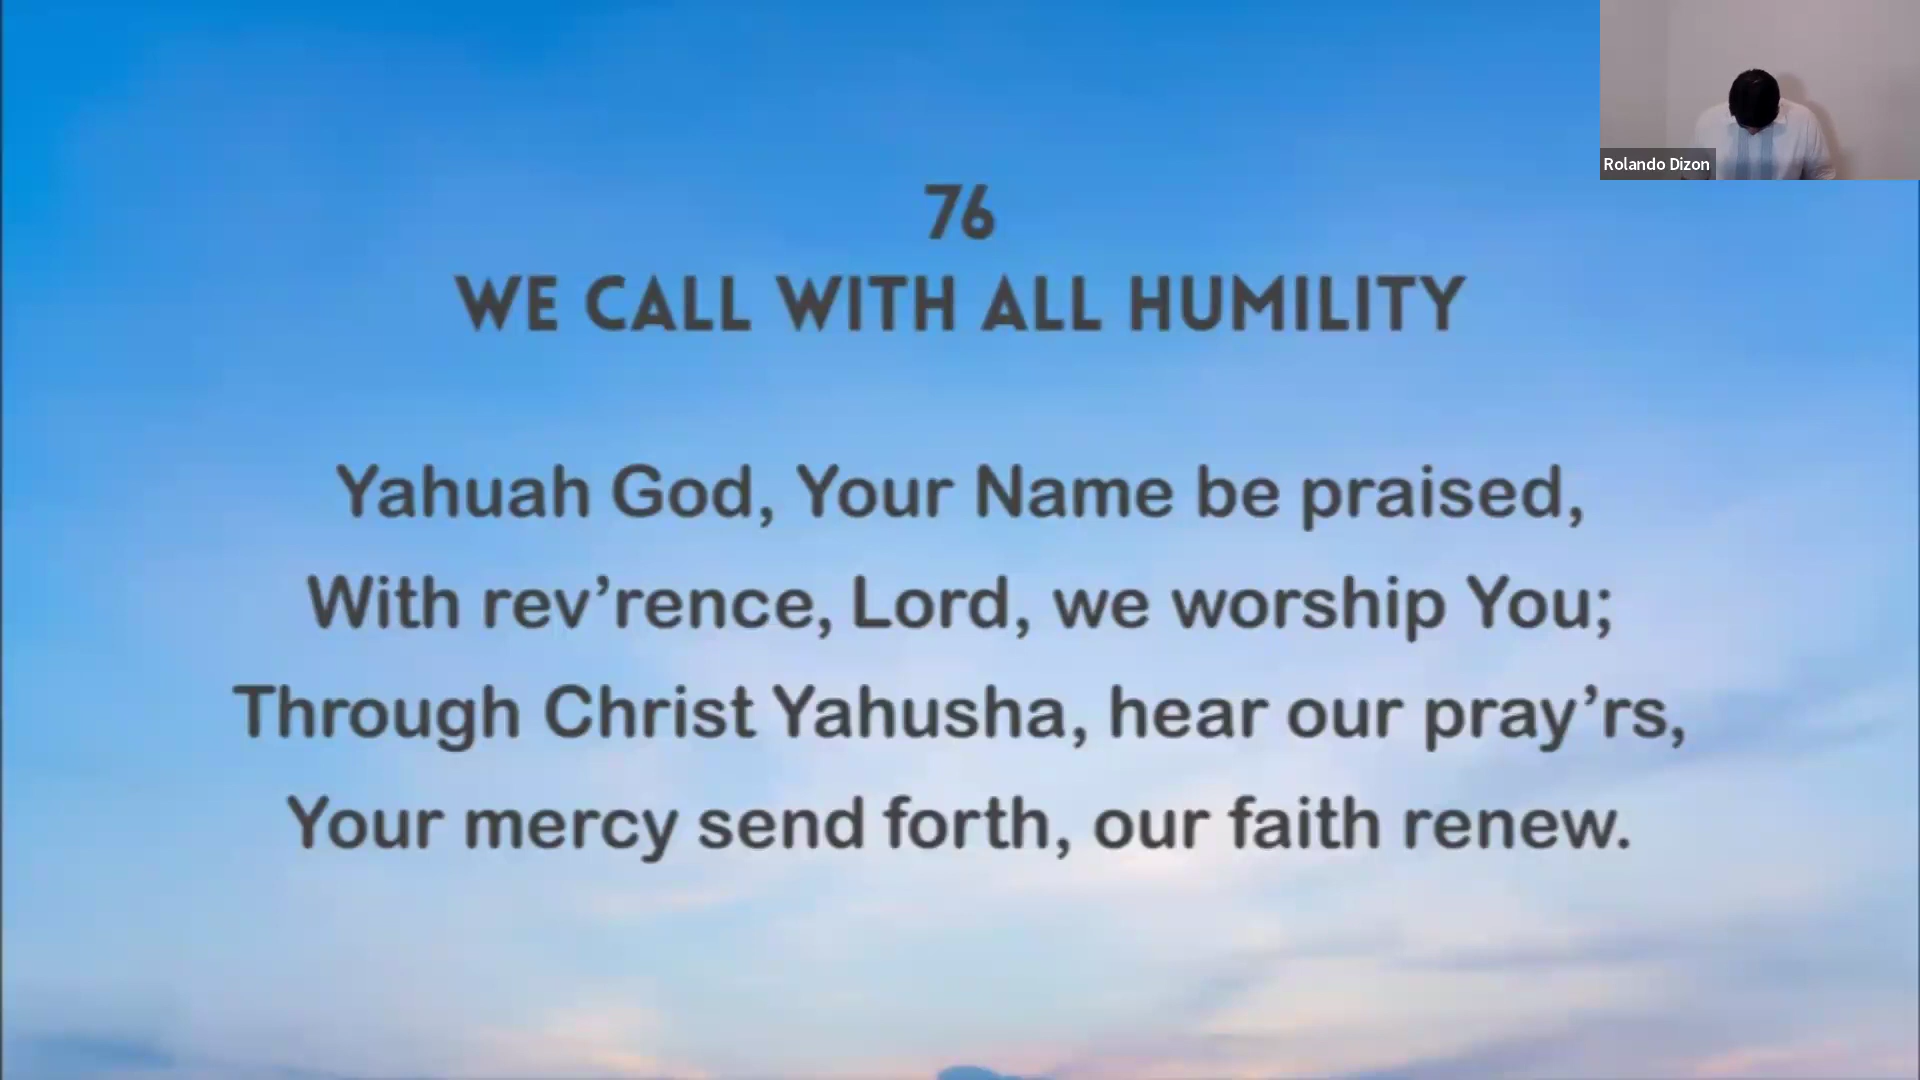 76
WE CALL WITH ALL HUMILITY
Yahuah God, Your Name be praised,
With rev’rence, Lord, we worship You;
Through Christ Yahusha, hear our pray’rs,
Your mercy send forth, our faith renew.
Rolando Dizon